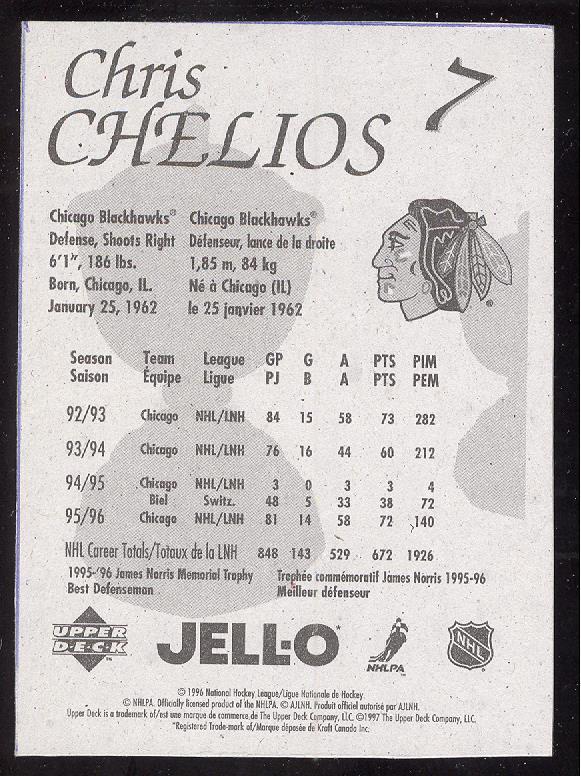 Chris
CHELIOS
7
Chicago Blackhawks® Chicago Blackhawks®
Defense, Shoots Right Défenseur, lance de la droite
6'1", 186 lbs. 1,85 m, 84 kg
Born, Chicago, IL. Né à Chicago (IL)
January 25, 1962 le 25 janvier 1962
®
Season Team League GP G A PTS PIM
Saison Équipe Ligue PJ B A PTS PEM
92/93 Chicago NHL/LNH 84 15 58 73 282
93/94 Chicago NHL/LNH 76 16 44 60 212
94/95 Chicago NHL/LNH 3 0 3 3 4
Biel Switz. 48 5 33 38 72
95/96 Chicago NHL/LNH 81 14 58 72 140
NHL Career Totals/Totaux de la LNH 848 143 529 672 1926
1995-'96 James Norris Memorial Trophy Trophée commémoratif James Norris 1995-96
Best Defenseman Meilleur défenseur
UPPER DECK JELL-O* NHLPA™ NHL
© 1996 National Hockey League/Ligue Nationale de Hockey.
© NHLPA. Officially licensed product of the NHLPA. © AJLNH. Produit officiel autorisé par AJLNH.
Upper Deck is a trademark of/est une marque de commerce de The Upper Deck Company, LLC. ©1997 The Upper Deck Company, LLC.
*Registered Trade-mark of/Marque déposée de Kraft Canada Inc.